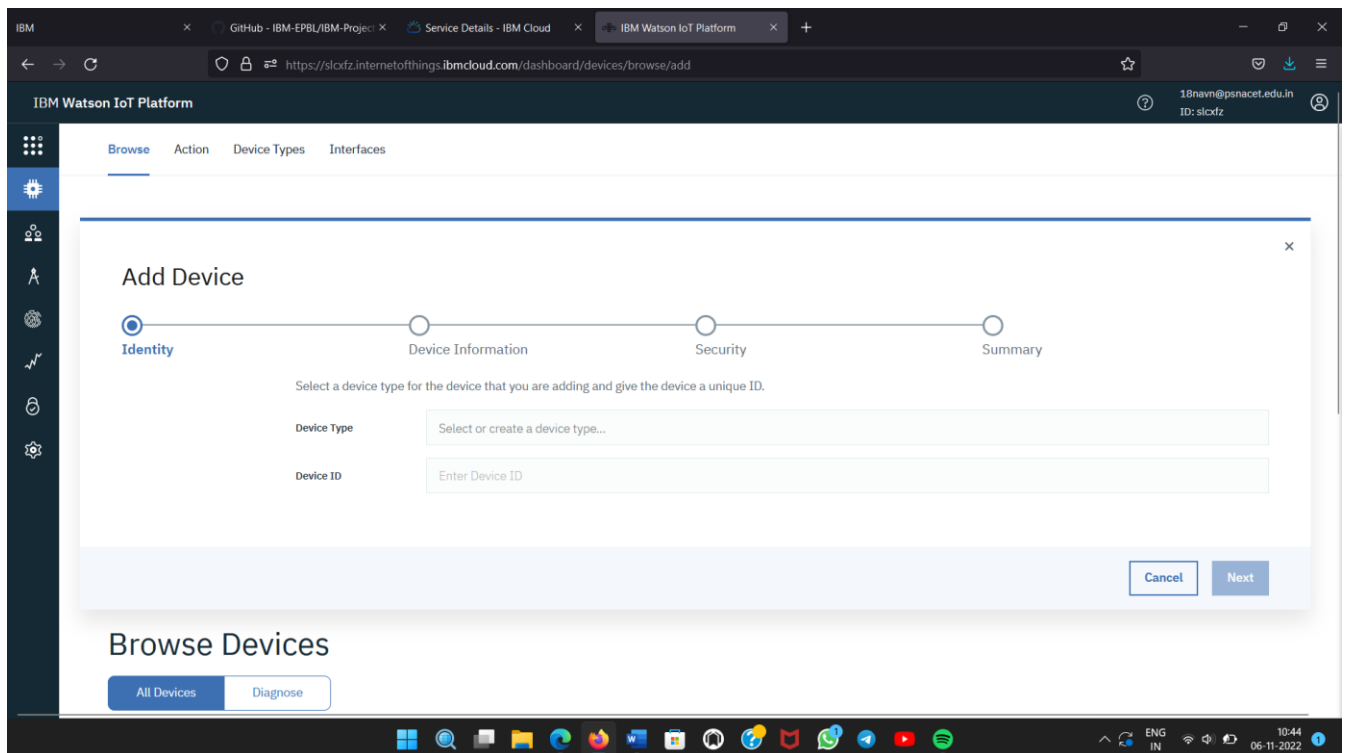 IBM
GitHub - IBM-EPBL/IBM-Project
Service Details - IBM Cloud
IBM Watson IoT Platform
https://slcxfz.internetofthings.ibmcloud.com/dashboard/devices/browse/add
IBM Watson IoT Platform
18navn@psnacet.edu.in
ID: slcxfz
Browse Action Device Types Interfaces
Add Device
Identity Device Information Security Summary
Select a device type for the device that you are adding and give the device a unique ID.
Device Type Select or create a device type...
Device ID Enter Device ID
Cancel Next
Browse Devices
All Devices Diagnose
ENG
IN
10:44
06-11-2022
1